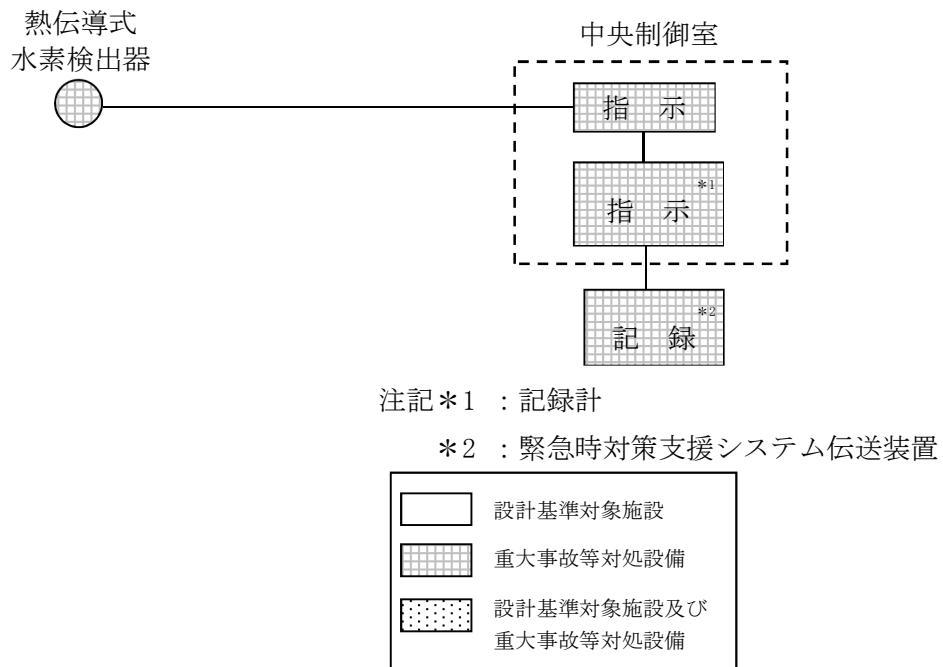 熱伝導式
水素検出器
中央制御室
指　示
指　示 *1
記　録 *2
注記＊1 ：記録計
＊2 ：緊急時対策支援システム伝送装置
設計基準対象施設
重大事故等対処設備
設計基準対象施設及び
重大事故等対処設備